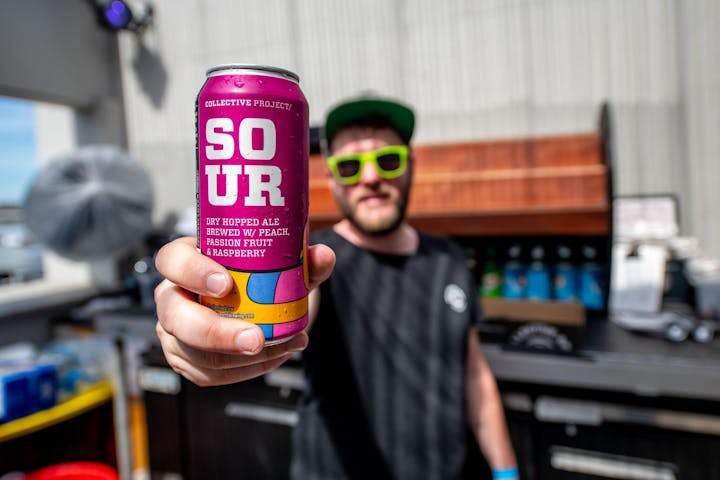 COLLECTIVE PROJECT/
SO
UR
DRY HOPPED ALE
BREWED W/ PEACH,
PASSION FRUIT
& RASPBERRY